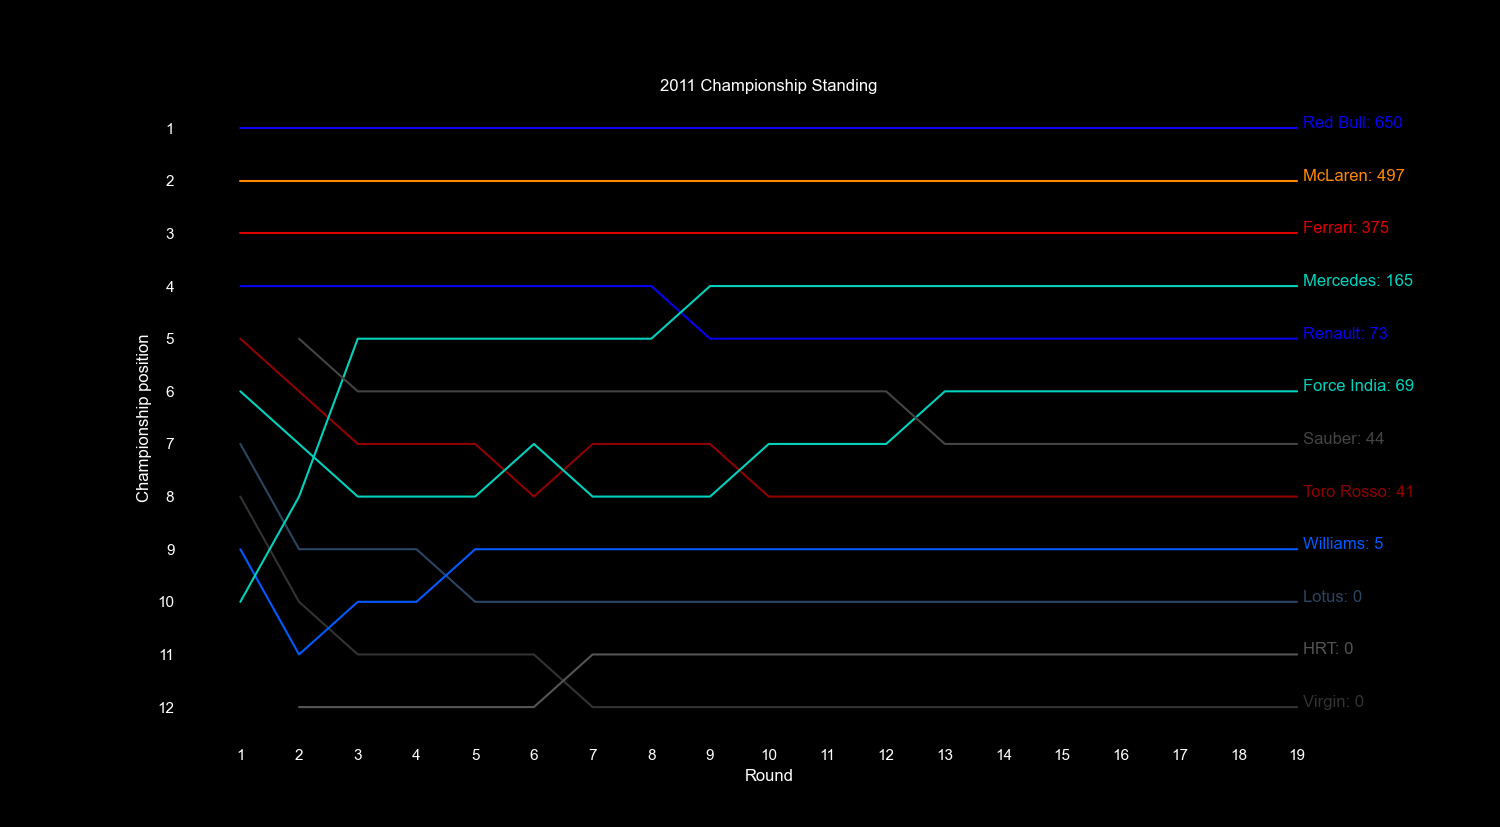 2011 Championship Standing
Championship position
1
2
3
4
5
6
7
8
9
10
11
12
Red Bull: 650
McLaren: 497
Ferrari: 375
Mercedes: 165
Renault: 73
Force India: 69
Sauber: 44
Toro Rosso: 41
Williams: 5
Lotus: 0
HRT: 0
Virgin: 0
1 2 3 4 5 6 7 8 9 10 11 12 13 14 15 16 17 18 19
Round